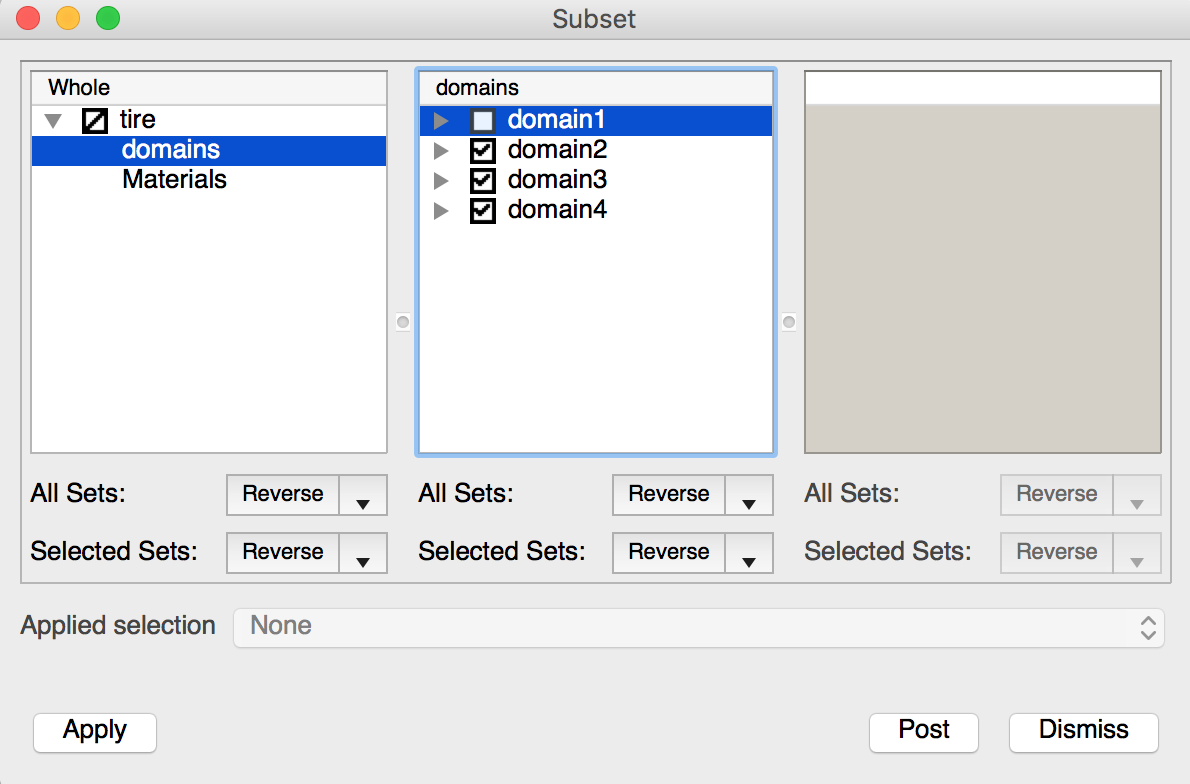 Subset
Whole
tire
domains
Materials
domains
domain1
domain2
domain3
domain4
All Sets: Reverse
Selected Sets: Reverse
All Sets: Reverse
Selected Sets: Reverse
All Sets: Reverse
Selected Sets: Reverse
Applied selection None
Apply Post Dismiss